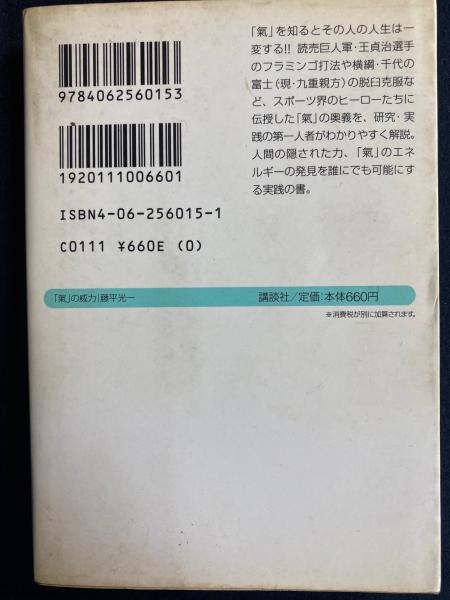 「氣」を知るとその人の人生は一
変する!! 読売巨人軍・王貞治選手
のフラミンゴ打法や横綱・千代の
富士(現・九重親方)の脱臼克服な
ど、スポーツ界のヒーローたちに
伝授した「氣」の奥義を、研究・実
践の第一人者がわかりやすく解説。
人間の隠された力、「氣」のエネ
ルギーの発見を誰にでも可能にす
る実践の書。
9784062560153
1920111006601
ISBN4-06-256015-1
C0111 ¥660E (0)
「氣」の威力|藤平光一
講談社/定価:本体660円
※消費税が別に加算されます。